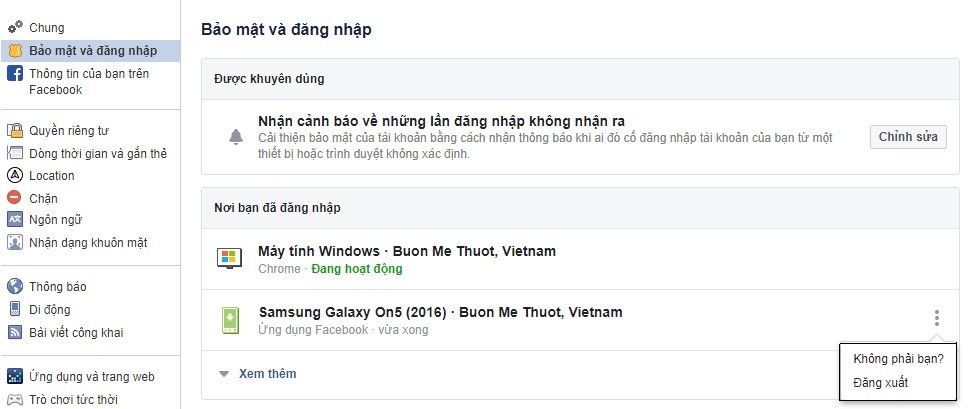 Chung
Bảo mật và đăng nhập
Thông tin của bạn trên
Facebook
Quyền riêng tư
Dòng thời gian và gắn thẻ
Location
Chặn
Ngôn ngữ
Nhận dạng khuôn mặt
Thông báo
Di động
Bài viết công khai
Ứng dụng và trang web
Trò chơi tức thời
Bảo mật và đăng nhập
Được khuyên dùng
Nhận cảnh báo về những lần đăng nhập không nhận ra
Cải thiện bảo mật của tài khoản bằng cách nhận thông báo khi ai đó cố đăng nhập tài khoản của bạn từ một
thiết bị hoặc trình duyệt không xác định.
Chỉnh sửa
Nơi bạn đã đăng nhập
Máy tính Windows · Buon Me Thuot, Vietnam
Chrome · Đang hoạt động
Samsung Galaxy On5 (2016) · Buon Me Thuot, Vietnam
Ứng dụng Facebook · vừa xong
Không phải bạn?
Đăng xuất
Xem thêm